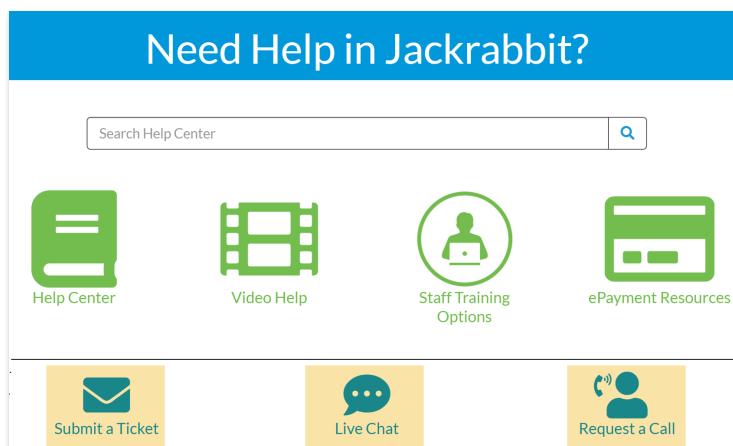 Need Help in Jackrabbit?
Search Help Center
Help Center
Video Help
Staff Training
Options
ePayment Resources
Submit a Ticket
Live Chat
Request a Call